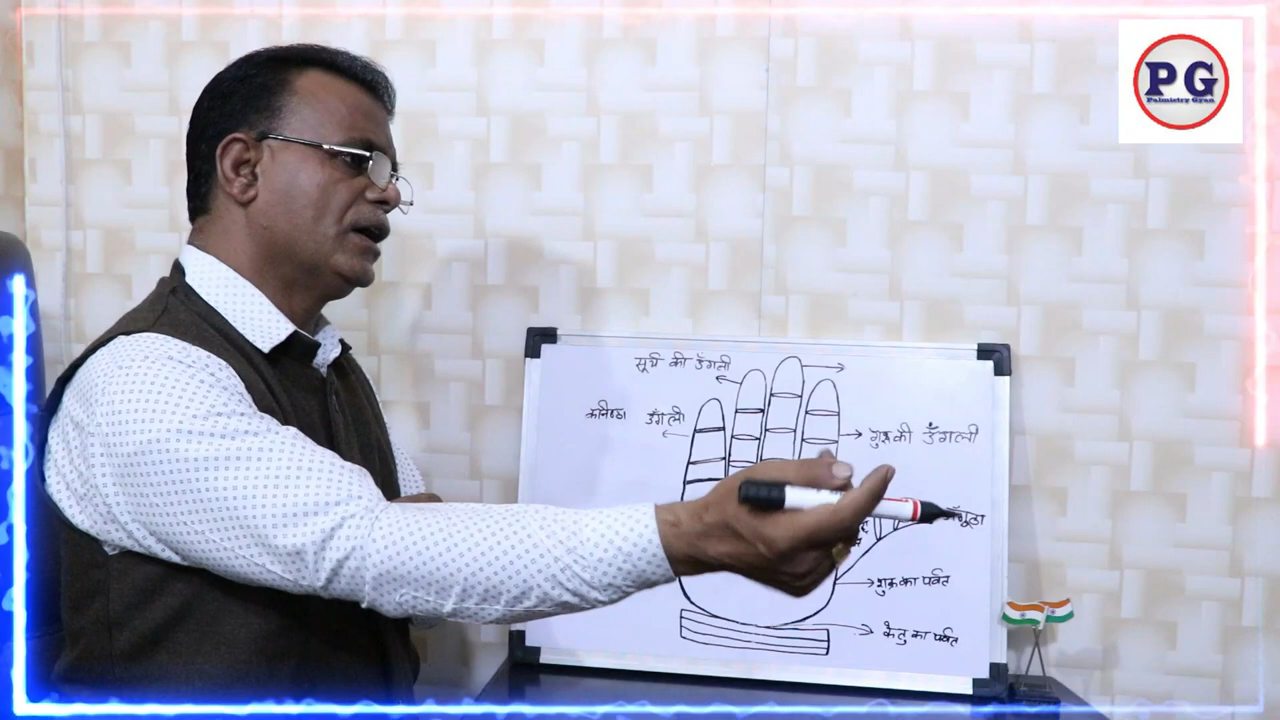 PG
Palmistry Gyan
सूर्य की उँगली
कनिष्ठा उँगली
गुरु की उँगली
अँगूठा
शुक्र का पर्वत
केतु का पर्वत